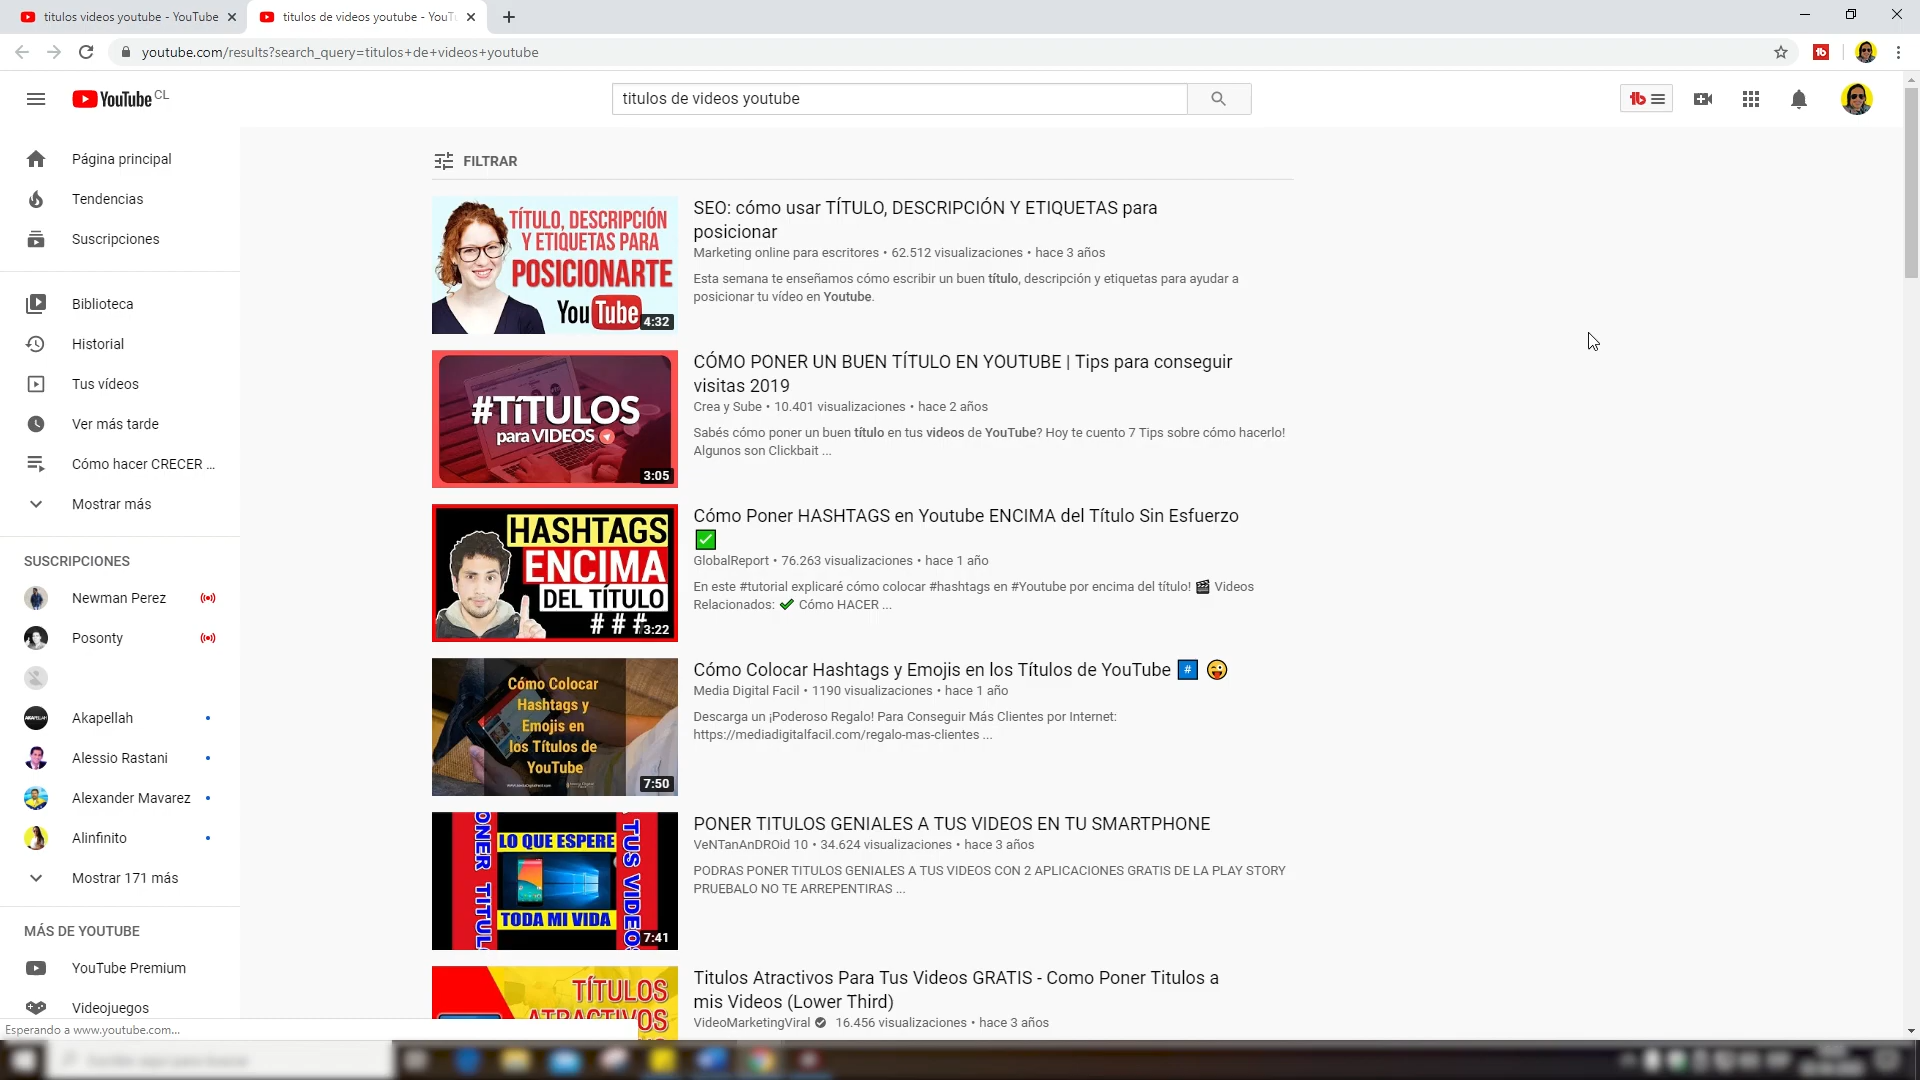 titulos videos youtube - YouTube
titulos de videos youtube - YouTu
youtube.com/results?search_query=titulos+de+videos+youtube
YouTube CL
titulos de videos youtube
Página principal
Tendencias
Suscripciones
Biblioteca
Historial
Tus vídeos
Ver más tarde
Cómo hacer CRECER ...
Mostrar más
SUSCRIPCIONES
Newman Perez
Posonty
Akapellah
Alessio Rastani
Alexander Mavarez
Alinfinito
Mostrar 171 más
MÁS DE YOUTUBE
YouTube Premium
Videojuegos
Esperando a www.youtube.com...
FILTRAR
TÍTULO, DESCRIPCIÓN
Y ETIQUETAS PARA
POSICIONARTE
YouTube
4:32
SEO: cómo usar TÍTULO, DESCRIPCIÓN Y ETIQUETAS para
posicionar
Marketing online para escritores • 62.512 visualizaciones • hace 3 años
Esta semana te enseñamos cómo escribir un buen título, descripción y etiquetas para ayudar a
posicionar tu vídeo en Youtube.
#TíTULOS
para VIDEOS
3:05
CÓMO PONER UN BUEN TÍTULO EN YOUTUBE | Tips para conseguir
visitas 2019
Crea y Sube • 10.401 visualizaciones • hace 2 años
Sabés cómo poner un buen título en tus videos de YouTube? Hoy te cuento 7 Tips sobre cómo hacerlo!
Algunos son Clickbait ...
HASHTAGS
ENCIMA
DEL TÍTULO
# # #
3:22
Cómo Poner HASHTAGS en Youtube ENCIMA del Título Sin Esfuerzo
✅
GlobalReport • 76.263 visualizaciones • hace 1 año
En este #tutorial explicaré cómo colocar #hashtags en #Youtube por encima del título! 🎬 Videos
Relacionados: ✔ Cómo HACER ...
Cómo Colocar
Hashtags y
Emojis en
los Títulos de
YouTube
7:50
Cómo Colocar Hashtags y Emojis en los Títulos de YouTube #️⃣ 😜
Media Digital Facil • 1190 visualizaciones • hace 1 año
Descarga un ¡Poderoso Regalo! Para Conseguir Más Clientes por Internet:
https://mediadigitalfacil.com/regalo-mas-clientes ...
ONER TITUL
LO QUE ESPERE
TODA MI VIDA
A TUS VIDEOS
7:41
PONER TITULOS GENIALES A TUS VIDEOS EN TU SMARTPHONE
VeNTanAnDROid 10 • 34.624 visualizaciones • hace 3 años
PODRAS PONER TITULOS GENIALES A TUS VIDEOS CON 2 APLICACIONES GRATIS DE LA PLAY STORY
PRUEBALO NO TE ARREPENTIRAS ...
TÍTULOS
ATRACTIVOS
Titulos Atractivos Para Tus Videos GRATIS - Como Poner Titulos a
mis Videos (Lower Third)
VideoMarketingViral 16.456 visualizaciones • hace 3 años